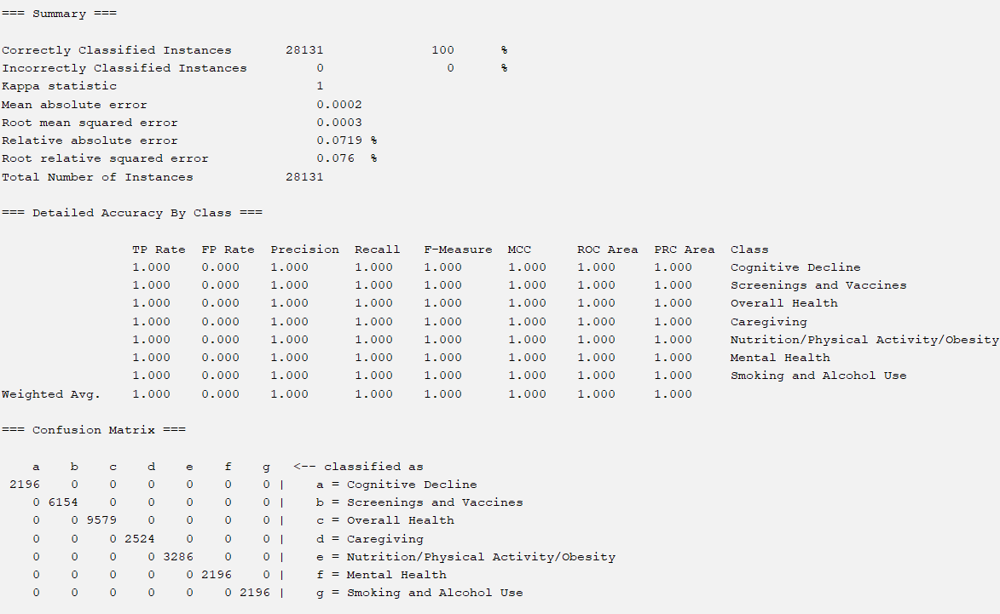 === Summary ===
Correctly Classified Instances 28131 100 %
Incorrectly Classified Instances 0 0 %
Kappa statistic 1
Mean absolute error 0.0002
Root mean squared error 0.0003
Relative absolute error 0.0719 %
Root relative squared error 0.076 %
Total Number of Instances 28131
=== Detailed Accuracy By Class ===
TP Rate FP Rate Precision Recall F-Measure MCC ROC Area PRC Area Class
1.000 0.000 1.000 1.000 1.000 1.000 1.000 1.000 Cognitive Decline
1.000 0.000 1.000 1.000 1.000 1.000 1.000 1.000 Screenings and Vaccines
1.000 0.000 1.000 1.000 1.000 1.000 1.000 1.000 Overall Health
1.000 0.000 1.000 1.000 1.000 1.000 1.000 1.000 Caregiving
1.000 0.000 1.000 1.000 1.000 1.000 1.000 1.000 Nutrition/Physical Activity/Obesity
1.000 0.000 1.000 1.000 1.000 1.000 1.000 1.000 Mental Health
1.000 0.000 1.000 1.000 1.000 1.000 1.000 1.000 Smoking and Alcohol Use
Weighted Avg. 1.000 0.000 1.000 1.000 1.000 1.000 1.000 1.000
=== Confusion Matrix ===
a b c d e f g <-- classified as
2196 0 0 0 0 0 0 | a = Cognitive Decline
0 6154 0 0 0 0 0 | b = Screenings and Vaccines
0 0 9579 0 0 0 0 | c = Overall Health
0 0 0 2524 0 0 0 | d = Caregiving
0 0 0 0 3286 0 0 | e = Nutrition/Physical Activity/Obesity
0 0 0 0 0 2196 0 | f = Mental Health
0 0 0 0 0 0 2196 | g = Smoking and Alcohol Use